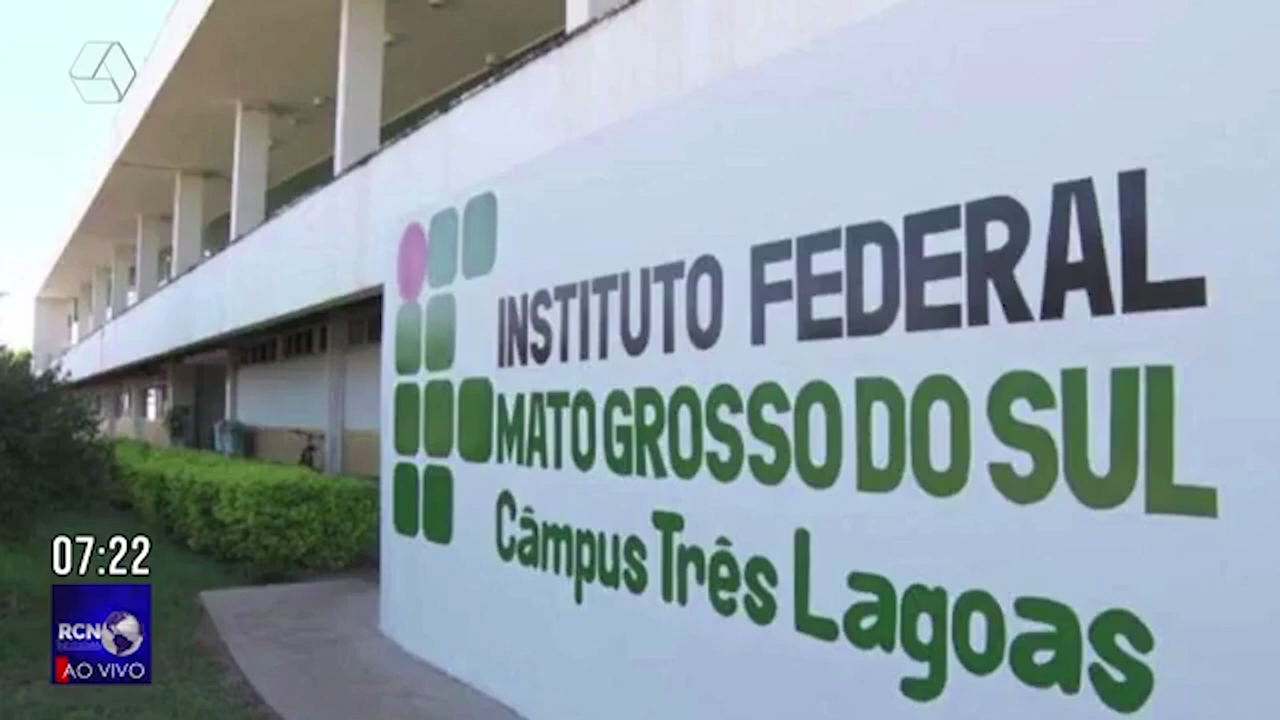 INSTITUTO FEDERAL
MATO GROSSO DO SUL
Câmpus Três Lagoas
07:22
RCN
AO VIVO